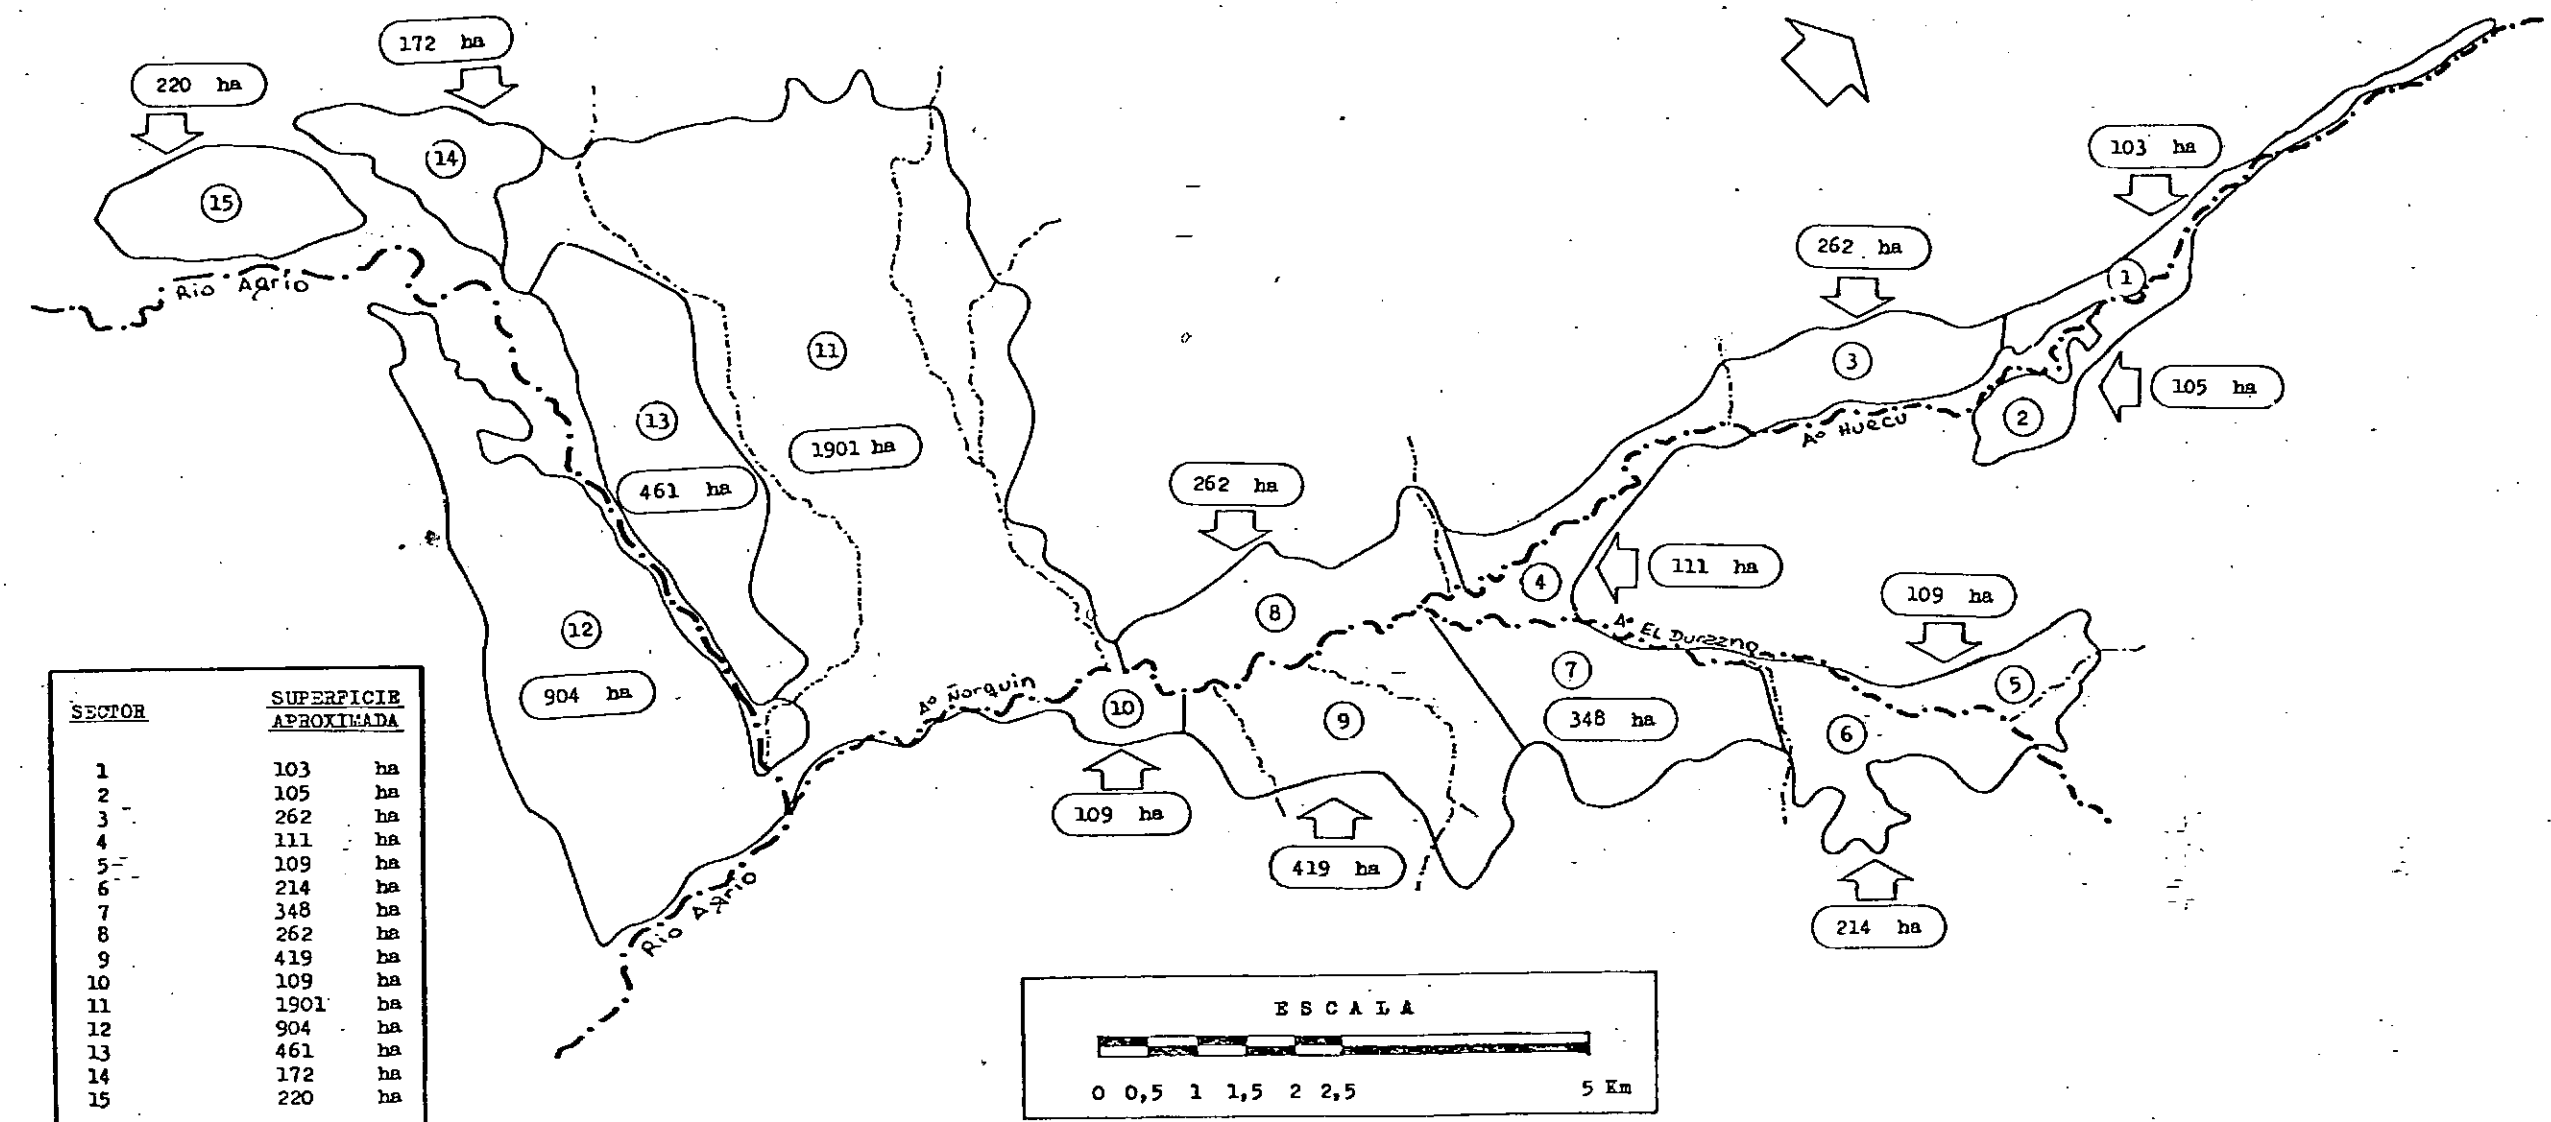 172 ha
220 ha
14
15
103 ha
262 ha
1
Rio Agrio
11
3
105 ha
2
13
A° Huecu
1901 ha
461 ha
262 ha
4
111 ha
8
109 ha
12
A° El Durazno
7
5
904 ha
A° Ñorquin
10
9
348 ha
6
109 ha
419 ha
Rio Agrio
214 ha
SECTOR SUPERFICIE
APROXIMADA
1 103 ha
2 105 ha
3 262 ha
4 111 ha
5 109 ha
6 214 ha
7 348 ha
8 262 ha
9 419 ha
10 109 ha
11 1901 ha
12 904 ha
13 461 ha
14 172 ha
15 220 ha
ESCALA
0 0,5 1 1,5 2 2,5 5 Km